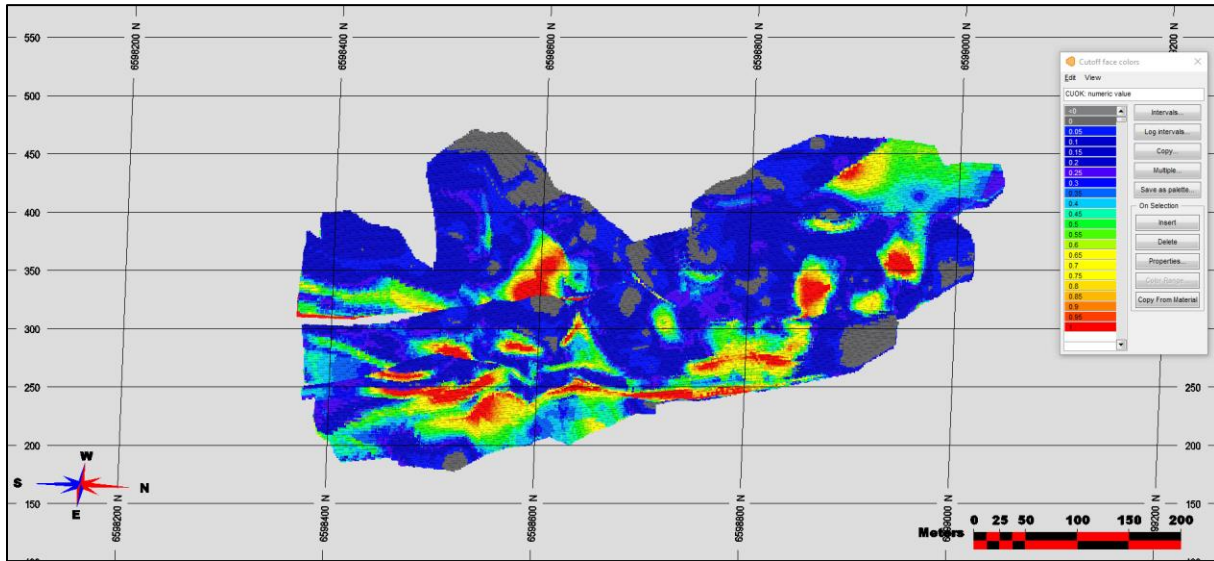 6598200 N
6598400 N
6598600 N
6598800 N
6599000 N
9200 N
550
500
450
400
350
300
250
200
150
550
500
450
400
350
300
250
200
150
Cutoff face colors
Edit View
CUOK: numeric value
<0
0
0.05
0.1
0.15
0.2
0.25
0.3
0.35
0.4
0.45
0.5
0.55
0.6
0.65
0.7
0.75
0.8
0.85
0.9
0.95
1
Intervals...
Log intervals...
Copy...
Multiple...
Save as palette...
On Selection
Insert
Delete
Properties...
Color Range...
Copy From Material
W
S N
E
Meters
0 25 50 100 150 200
6598200 N
6598400 N
6598600 N
6598800 N
6599000 N
99200 N